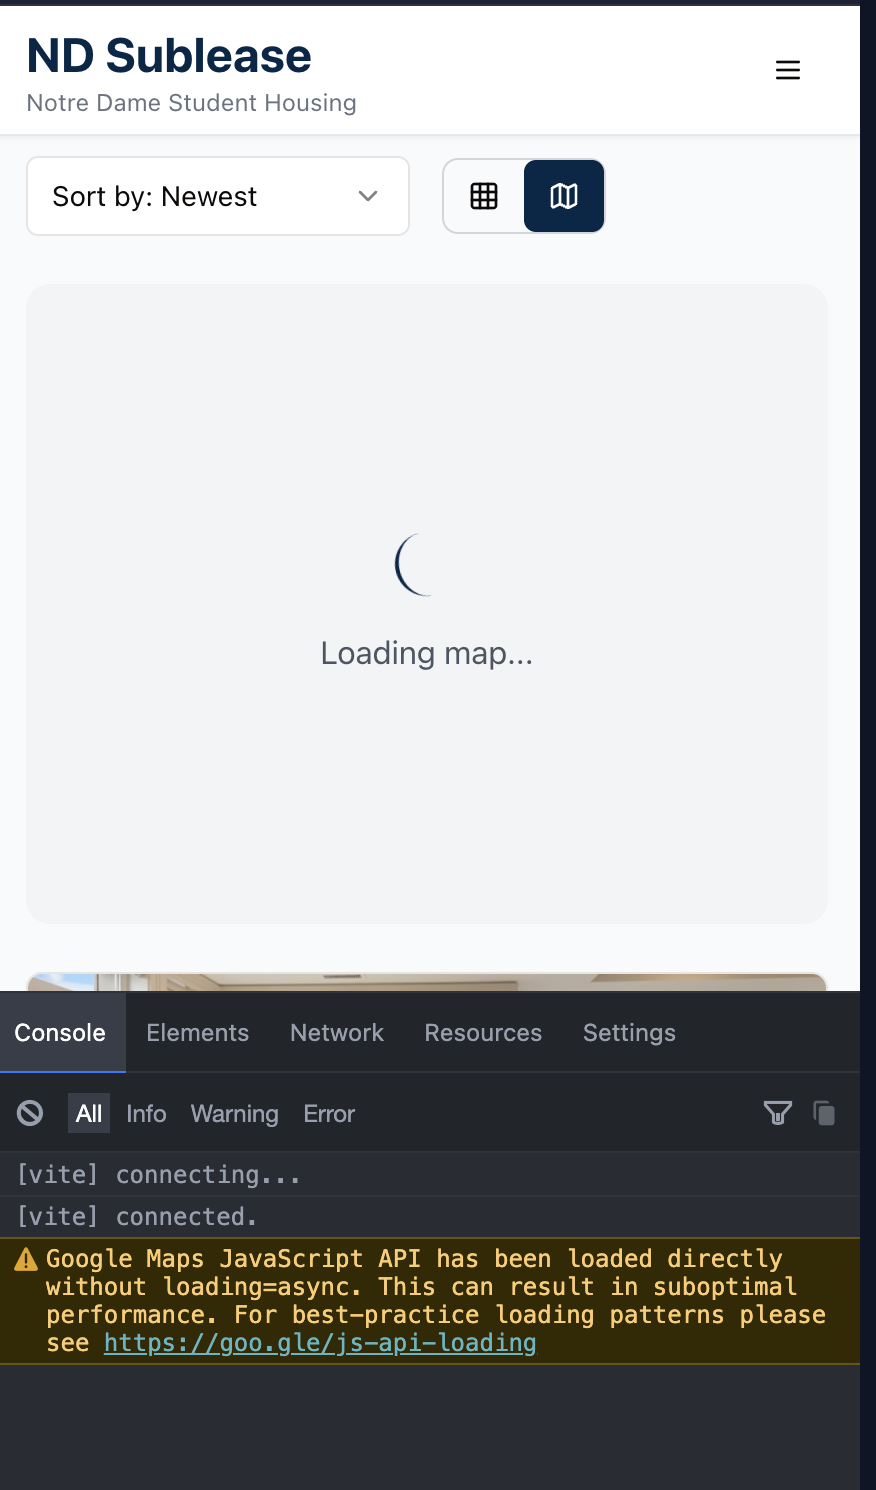 ND Sublease
Notre Dame Student Housing
Sort by: Newest
Loading map...
Console Elements Network Resources Settings
All Info Warning Error
[vite] connecting...
[vite] connected.
Google Maps JavaScript API has been loaded directly
without loading=async. This can result in suboptimal
performance. For best-practice loading patterns please
see https://goo.gle/js-api-loading